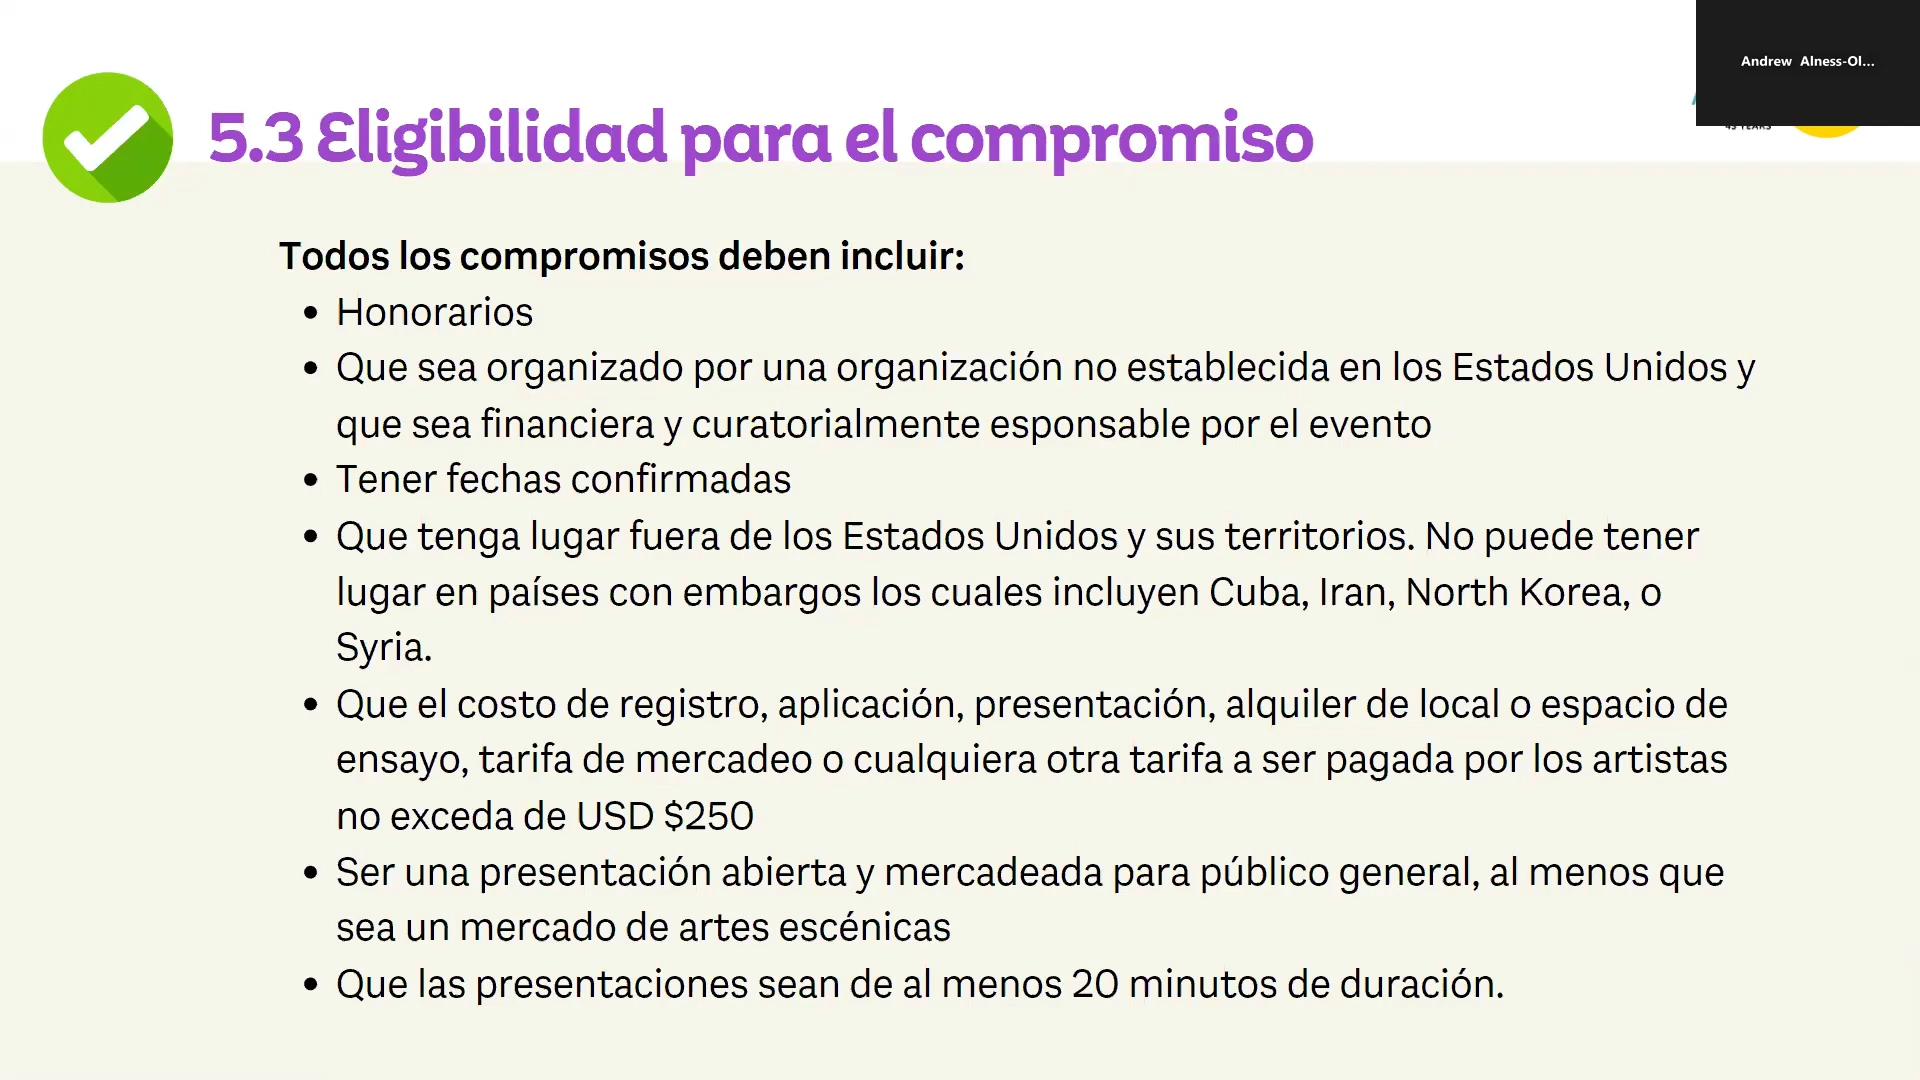 Andrew Alness-Ol...
45 YEARS
5.3 Eligibilidad para el compromiso
Todos los compromisos deben incluir:
• Honorarios
• Que sea organizado por una organización no establecida en los Estados Unidos y
que sea financiera y curatorialmente esponsable por el evento
• Tener fechas confirmadas
• Que tenga lugar fuera de los Estados Unidos y sus territorios. No puede tener
lugar en países con embargos los cuales incluyen Cuba, Iran, North Korea, o
Syria.
• Que el costo de registro, aplicación, presentación, alquiler de local o espacio de
ensayo, tarifa de mercadeo o cualquiera otra tarifa a ser pagada por los artistas
no exceda de USD $250
• Ser una presentación abierta y mercadeada para público general, al menos que
sea un mercado de artes escénicas
• Que las presentaciones sean de al menos 20 minutos de duración.